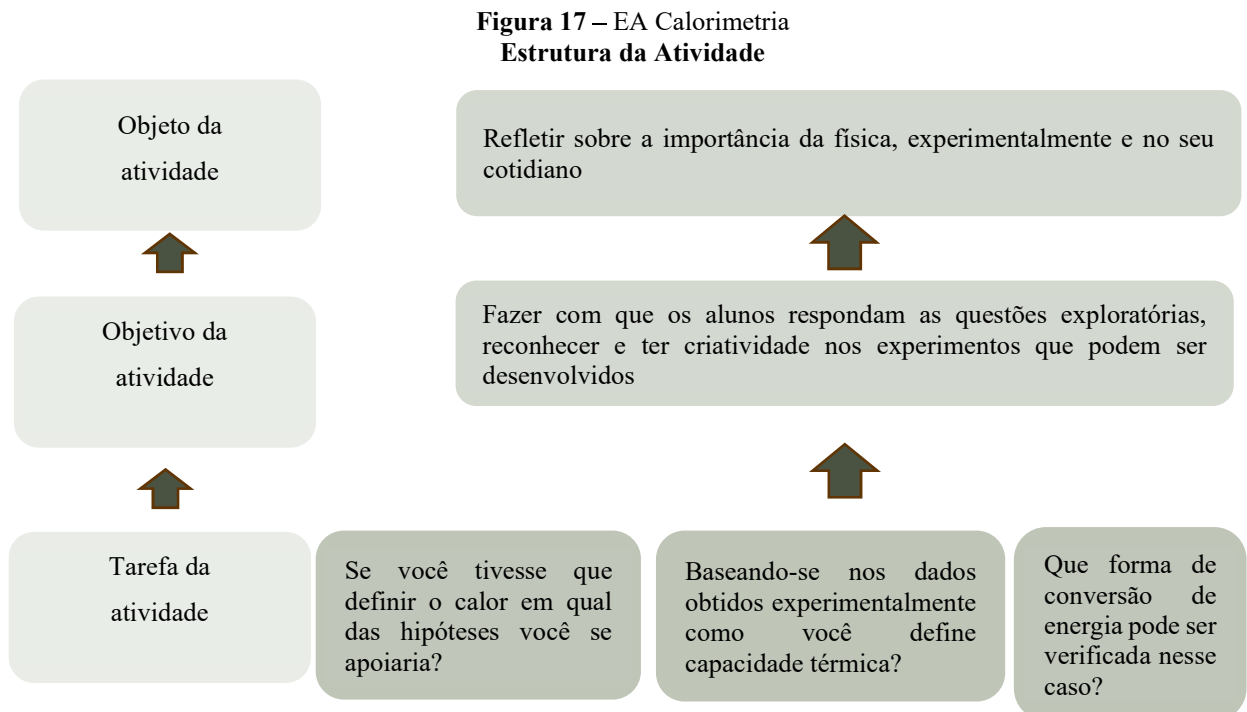 Figura 17 – EA Calorimetria
Estrutura da Atividade
Objeto da
atividade
Refletir sobre a importância da física, experimentalmente e no seu
cotidiano
Objetivo da
atividade
Fazer com que os alunos respondam as questões exploratórias,
reconhecer e ter criatividade nos experimentos que podem ser
desenvolvidos
Tarefa da
atividade
Se você tivesse que
definir o calor em qual
das hipóteses você se
apoiaria?
Baseando-se nos dados
obtidos experimentalmente
como você define
capacidade térmica?
Que forma de
conversão de
energia pode ser
verificada nesse
caso?